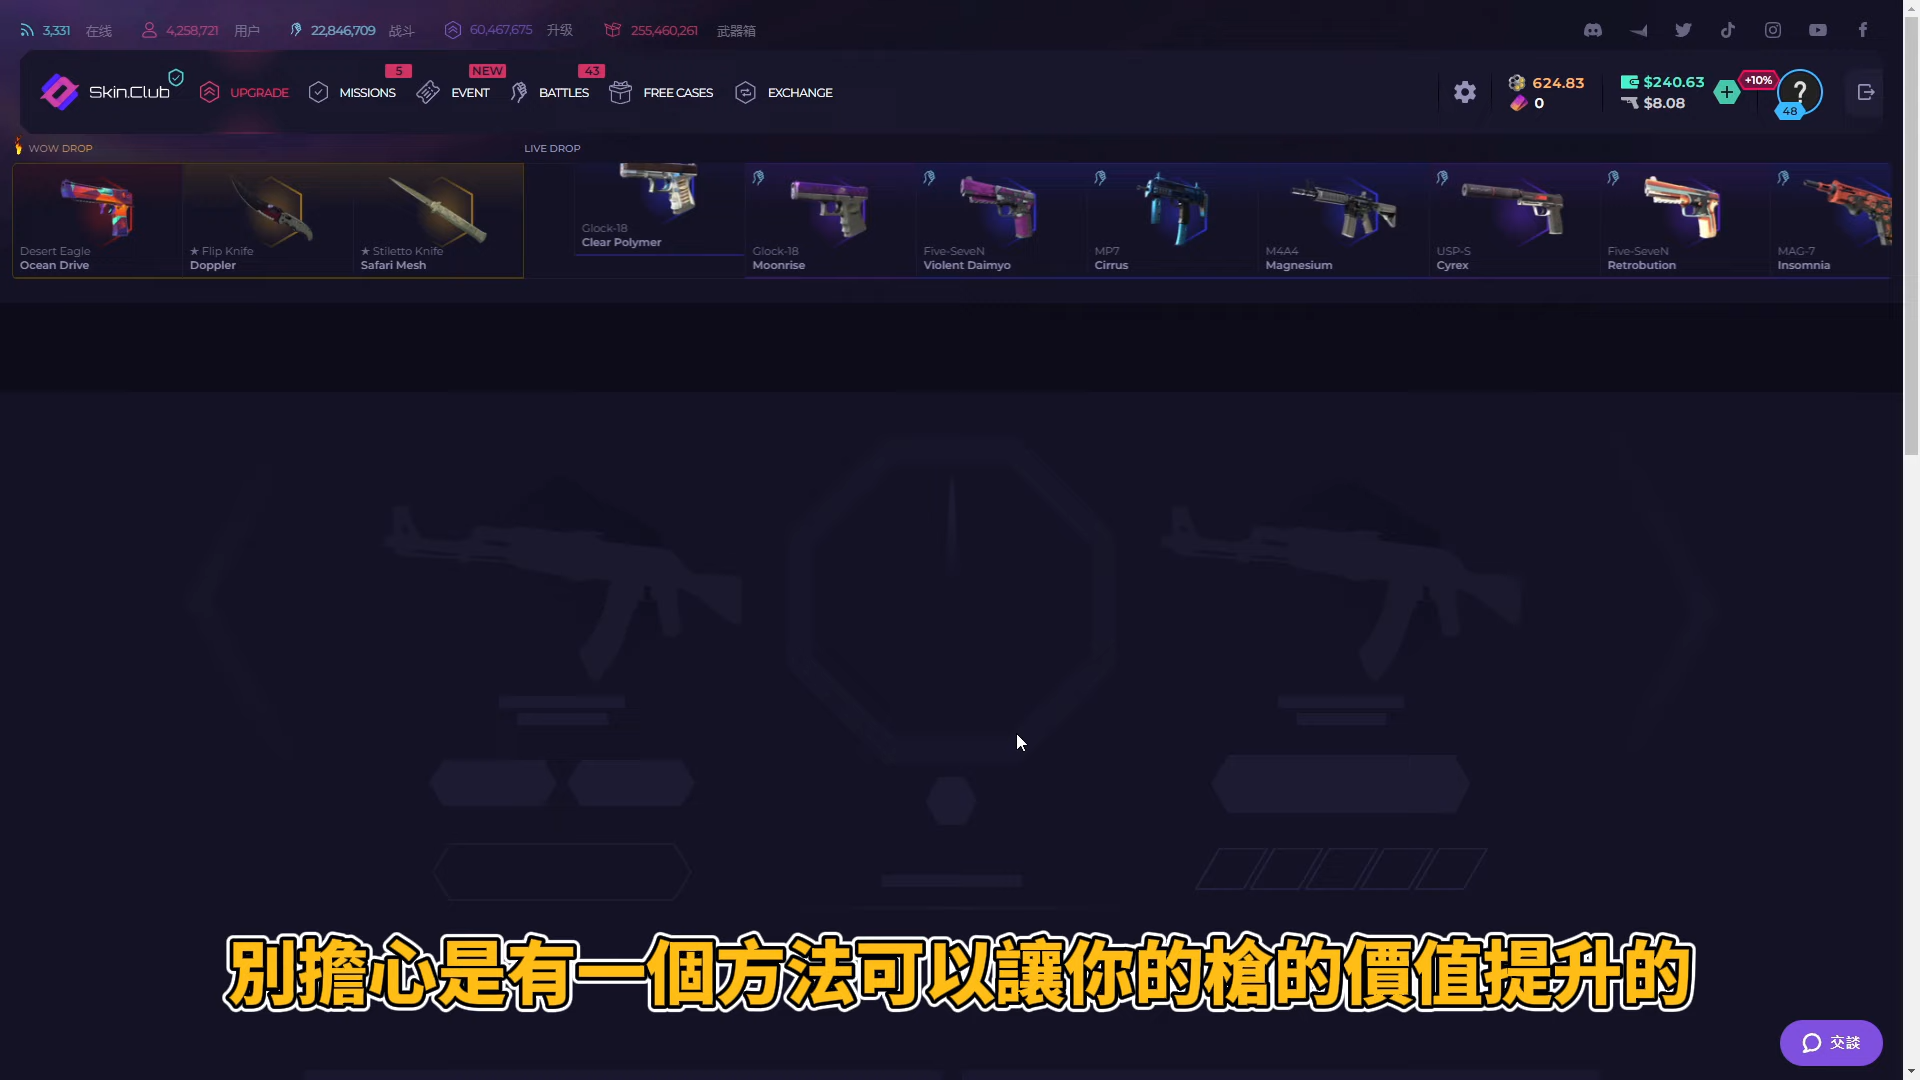 3,331 在线 4,258,721 用户 22,846,709 战斗 60,467,675 升级 255,460,261 武器箱
Skin.Club UPGRADE 5 MISSIONS NEW EVENT 43 BATTLES FREE CASES EXCHANGE 624.83 0 $240.63 $8.08 +10% ? 48
WOW DROP LIVE DROP
Desert Eagle
Ocean Drive
★ Flip Knife
Doppler
★ Stiletto Knife
Safari Mesh
Glock-18
Clear Polymer
Glock-18
Moonrise
Five-SeveN
Violent Daimyo
MP7
Cirrus
M4A4
Magnesium
USP-S
Cyrex
Five-SeveN
Retrobution
MAG-7
Insomnia
別擔心是有一個方法可以讓你的槍的價值提升的
交談